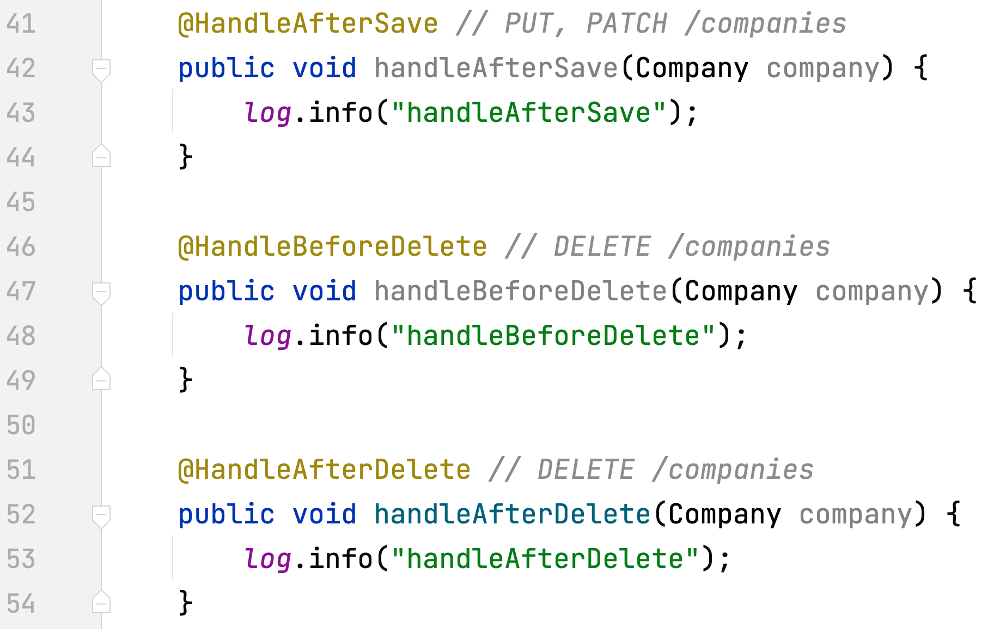 41 @HandleAfterSave // PUT, PATCH /companies
42 public void handleAfterSave(Company company) {
43 log.info("handleAfterSave");
44 }
45
46 @HandleBeforeDelete // DELETE /companies
47 public void handleBeforeDelete(Company company) {
48 log.info("handleBeforeDelete");
49 }
50
51 @HandleAfterDelete // DELETE /companies
52 public void handleAfterDelete(Company company) {
53 log.info("handleAfterDelete");
54 }